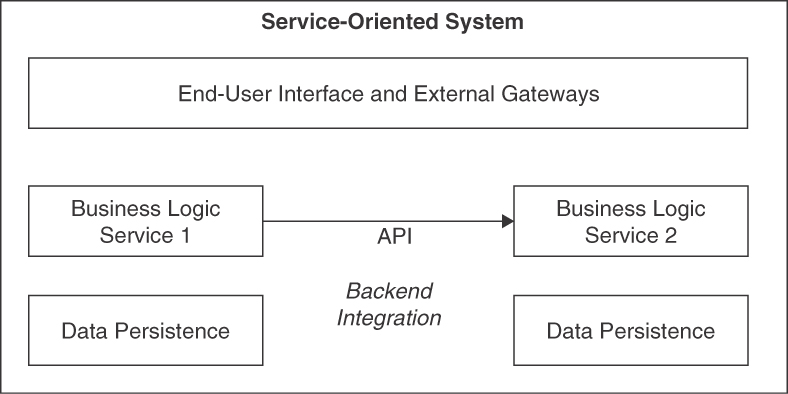 Service-Oriented System
End-User Interface and External Gateways
Business Logic
Service 1
API
Business Logic
Service 2
Backend
Integration
Data Persistence
Data Persistence